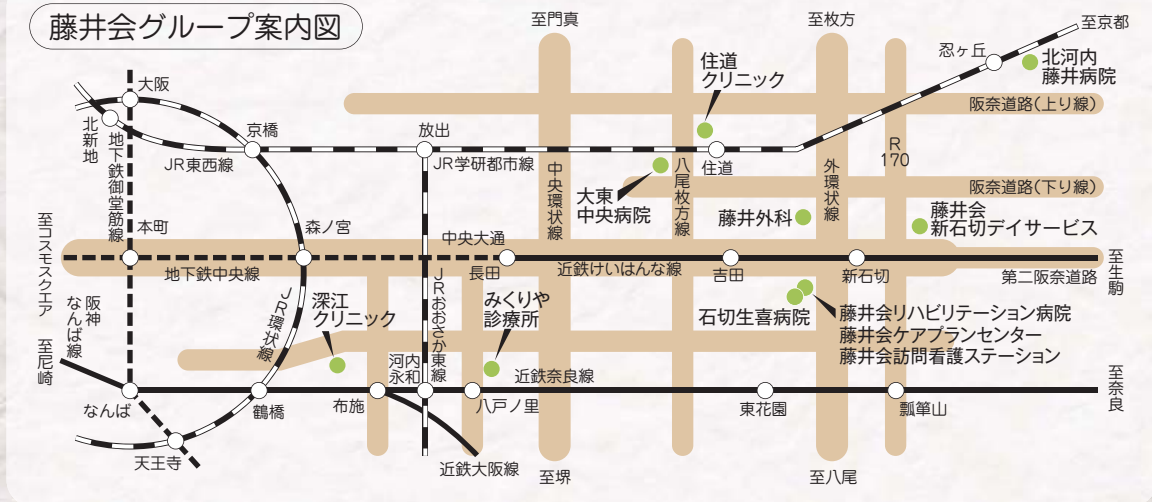 藤井会グループ案内図
至門真
至枚方
至京都
忍ヶ丘
北河内
藤井病院
住道
クリニック
大阪
阪奈道路(上り線)
北新地
地下鉄御堂筋線
京橋
放出
R
170
JR東西線
JR学研都市線
中央環状線
八尾枚方線
住道
外環状線
大東
中央病院
阪奈道路(下り線)
藤井外科
藤井会
新石切デイサービス
至コスモスクエア
本町
森ノ宮
中央大通
地下鉄中央線
長田
近鉄けいはんな線
吉田
新石切
第二阪奈道路
至生駒
阪神
なんば線
JR環状線
深江
クリニック
JRおおさか東線
みくりや
診療所
石切生喜病院
藤井会リハビリテーション病院
藤井会ケアプランセンター
藤井会訪問看護ステーション
至尼崎
河内
永和
近鉄奈良線
至奈良
なんば
鶴橋
布施
八戸ノ里
東花園
瓢箪山
天王寺
近鉄大阪線
至堺
至八尾